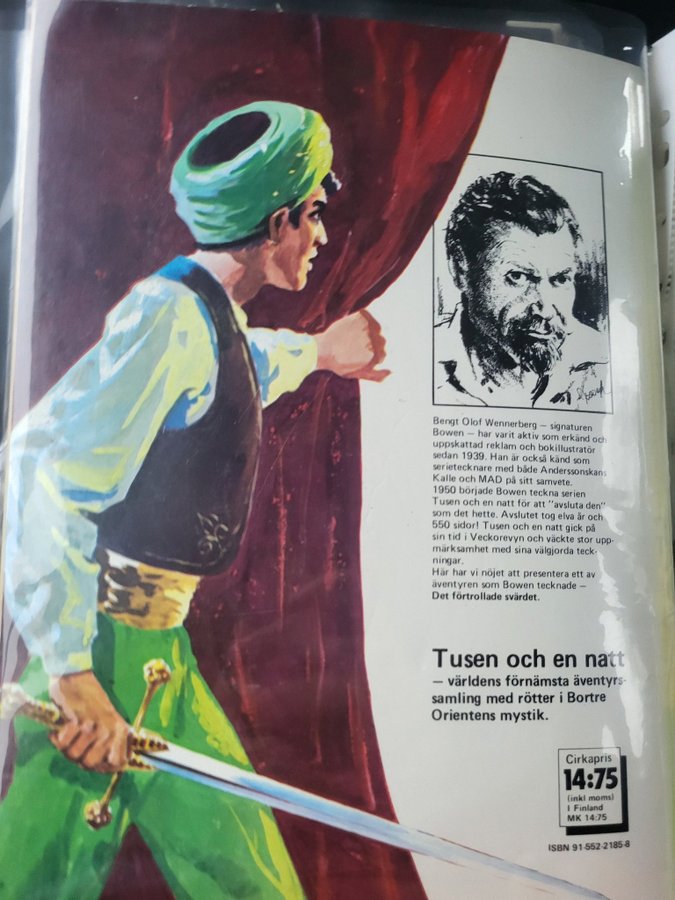 Bowen
Bengt Olof Wennerberg — signaturen
Bowen — har varit aktiv som erkänd och
uppskattad reklam och bokillustratör
sedan 1939. Han är också känd som
serietecknare med både Anderssonskans
Kalle och MAD på sitt samvete.
1950 började Bowen teckna serien
Tusen och en natt för att "avsluta den"
som det hette. Avslutet tog elva år och
550 sidor! Tusen och en natt gick på
sin tid i Veckorevyn och väckte stor upp-
märksamhet med sina välgjorda teck-
ningar.
Här har vi nöjet att presentera ett av
äventyren som Bowen tecknade —
Det förtrollade svärdet.
Tusen och en natt
— världens förnämsta äventyrs-
samling med rötter i Bortre
Orientens mystik.
Cirkapris
14:75
(inkl moms)
I Finland
MK 14:75
ISBN 91-552-2185-8